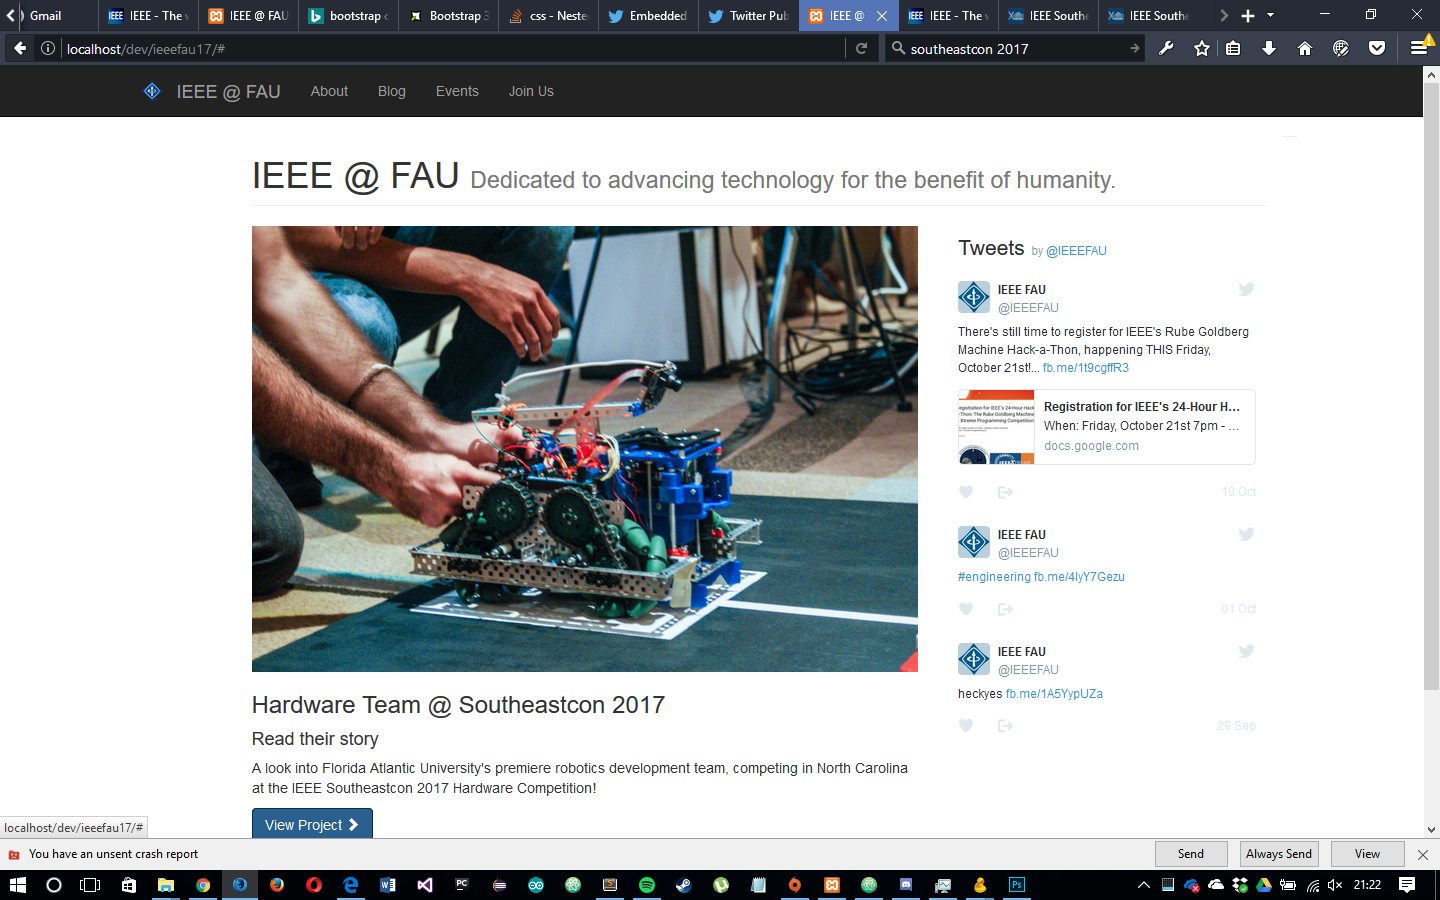 Gmail
IEEE - The w
IEEE @ FAU
bootstrap c
Bootstrap 3
css - Neste
Embedded
Twitter Pub
IEEE @
IEEE - The w
IEEE Southe
IEEE Southe
localhost/dev/ieeefau17/#
southeastcon 2017
IEEE @ FAU
About
Blog
Events
Join Us
IEEE @ FAU Dedicated to advancing technology for the benefit of humanity.
Tweets by @IEEEFAU
IEEE FAU
@IEEEFAU
There's still time to register for IEEE's Rube Goldberg
Machine Hack-a-Thon, happening THIS Friday,
October 21st!... fb.me/1t9cgffR3
Registration for IEEE's 24-Hour H...
When: Friday, October 21st 7pm - ...
docs.google.com
19 Oct
IEEE FAU
@IEEEFAU
#engineering fb.me/4lyY7Gezu
01 Oct
IEEE FAU
@IEEEFAU
heckyes fb.me/1A5YypUZa
29 Sep
Hardware Team @ Southeastcon 2017
Read their story
A look into Florida Atlantic University's premiere robotics development team, competing in North Carolina
at the IEEE Southeastcon 2017 Hardware Competition!
View Project
localhost/dev/ieeefau17/#
You have an unsent crash report
Send
Always Send
View
21:22